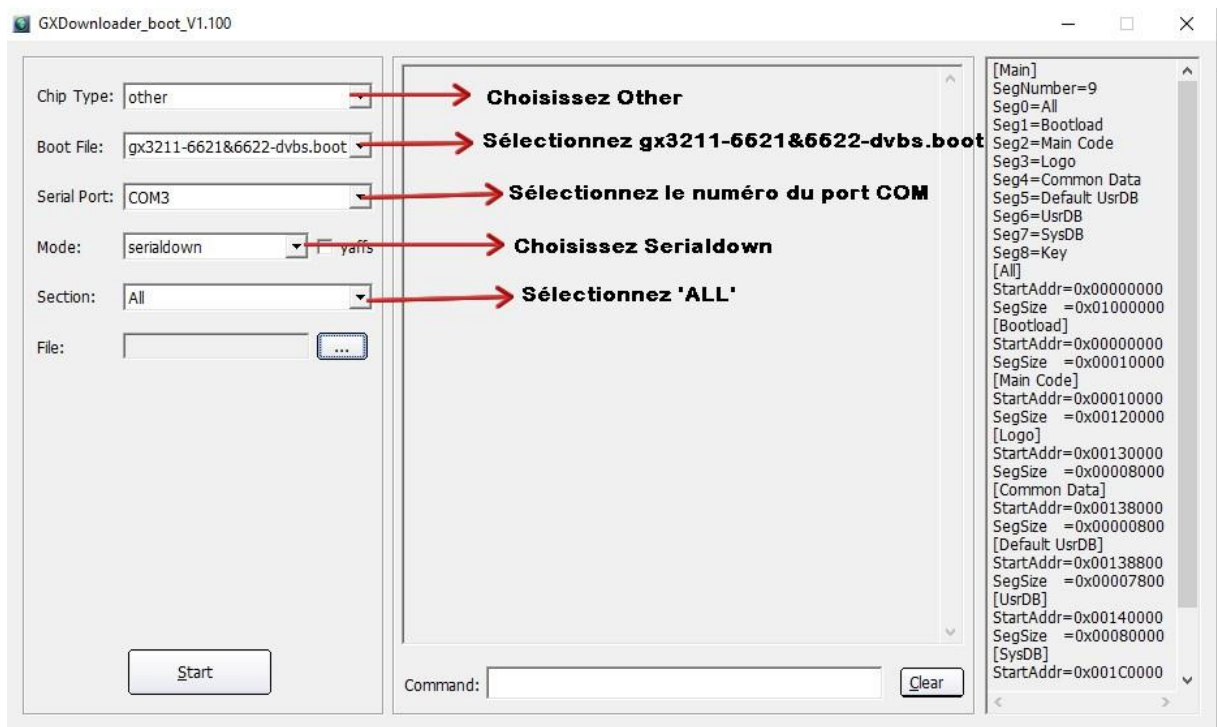 GXDownloader_boot_V1.100
Chip Type: other
Choisissez Other
Boot File: gx3211-6621&6622-dvbs.boot
Sélectionnez gx3211-6621&6622-dvbs.boot
Serial Port: COM3
Sélectionnez le numéro du port COM
Mode: serialdown yaffs
Choisissez Serialdown
Section: All
Sélectionnez 'ALL'
File: ...
Start
Command:
Clear
[Main]
SegNumber=9
Seg0=All
Seg1=Bootload
Seg2=Main Code
Seg3=Logo
Seg4=Common Data
Seg5=Default UsrDB
Seg6=UsrDB
Seg7=SysDB
Seg8=Key
[All]
StartAddr=0x00000000
SegSize =0x01000000
[Bootload]
StartAddr=0x00000000
SegSize =0x00010000
[Main Code]
StartAddr=0x00010000
SegSize =0x00120000
[Logo]
StartAddr=0x00130000
SegSize =0x00008000
[Common Data]
StartAddr=0x00138000
SegSize =0x00000800
[Default UsrDB]
StartAddr=0x00138800
SegSize =0x00007800
[UsrDB]
StartAddr=0x00140000
SegSize =0x00080000
[SysDB]
StartAddr=0x001C0000